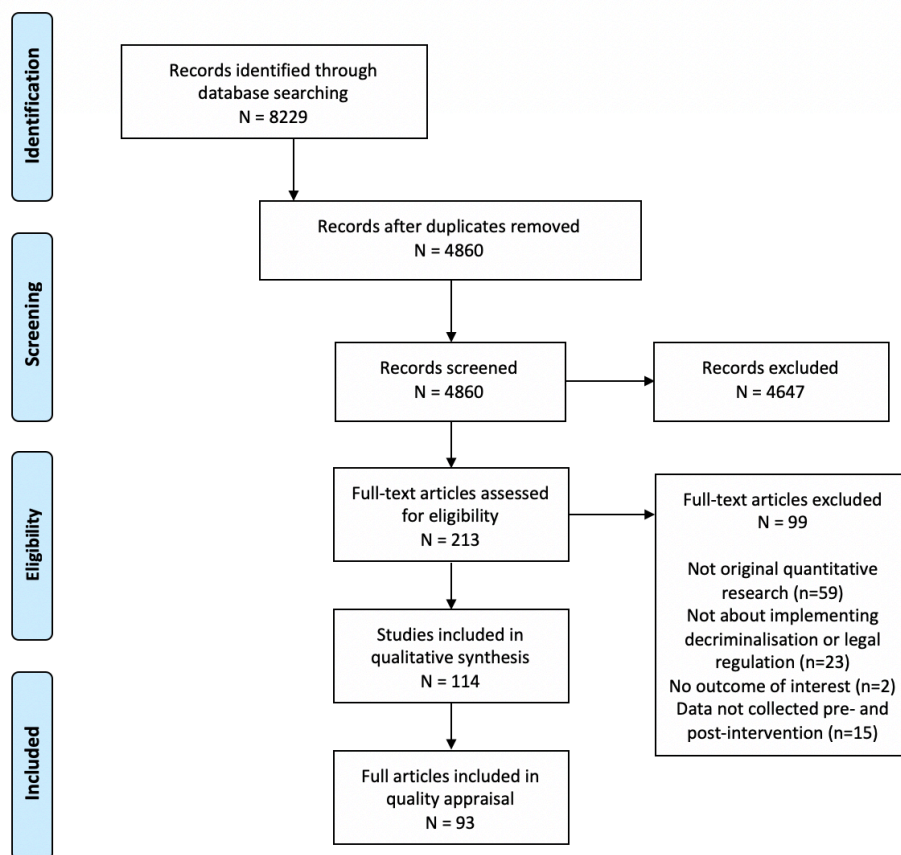 Identification
Records identified through
database searching
N = 8229
Records after duplicates removed
N = 4860
Screening
Records screened
N = 4860
Records excluded
N = 4647
Eligibility
Full-text articles assessed
for eligibility
N = 213
Full-text articles excluded
N = 99
Not original quantitative
research (n=59)
Not about implementing
decriminalisation or legal
regulation (n=23)
No outcome of interest (n=2)
Data not collected pre- and
post-intervention (n=15)
Studies included in
qualitative synthesis
N = 114
Included
Full articles included in
quality appraisal
N = 93